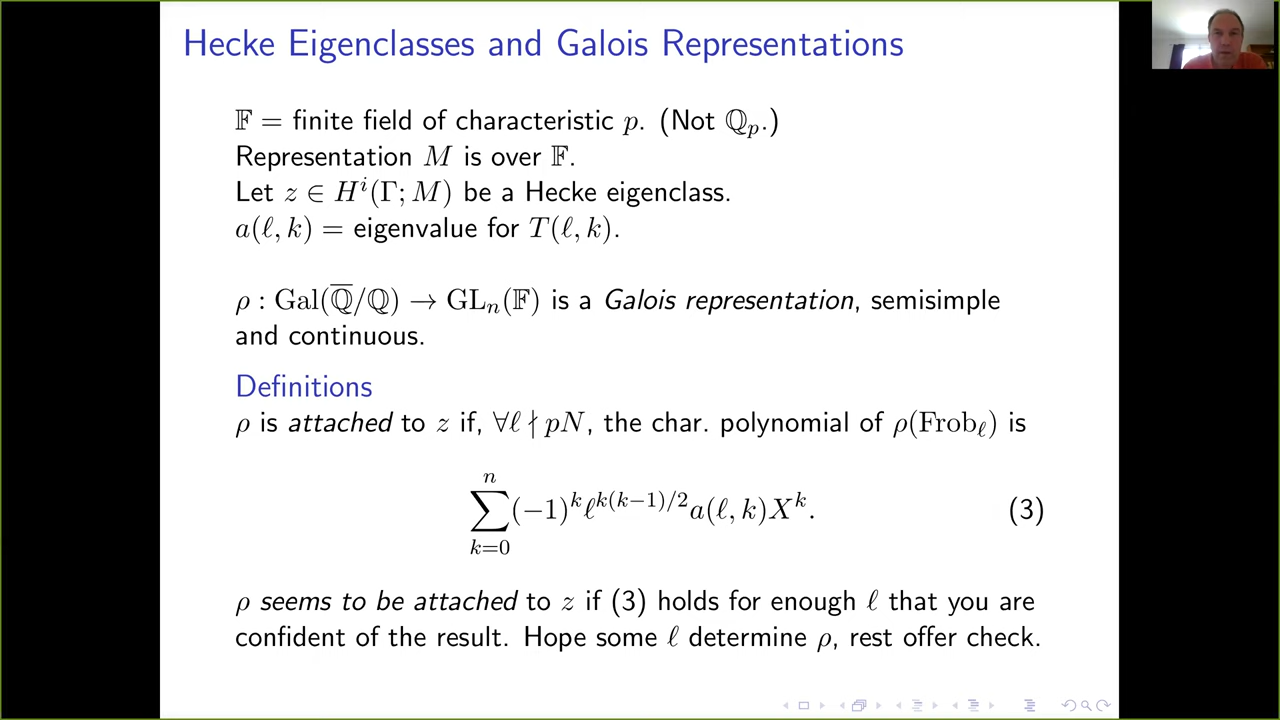 Hecke Eigenclasses and Galois Representations
𝔽 = finite field of characteristic p. (Not ℚₚ.)
Representation M is over 𝔽.
Let z ∈ Hⁱ(Γ; M) be a Hecke eigenclass.
a(ℓ, k) = eigenvalue for T(ℓ, k).
ρ : Gal(ℚ̅/ℚ) → GLₙ(𝔽) is a Galois representation, semisimple
and continuous.
Definitions
ρ is attached to z if, ∀ℓ ∤ pN, the char. polynomial of ρ(Frob_ℓ) is
∑_{k=0}^{n} (−1)^k ℓ^{k(k−1)/2} a(ℓ, k)X^k. (3)
ρ seems to be attached to z if (3) holds for enough ℓ that you are
confident of the result. Hope some ℓ determine ρ, rest offer check.